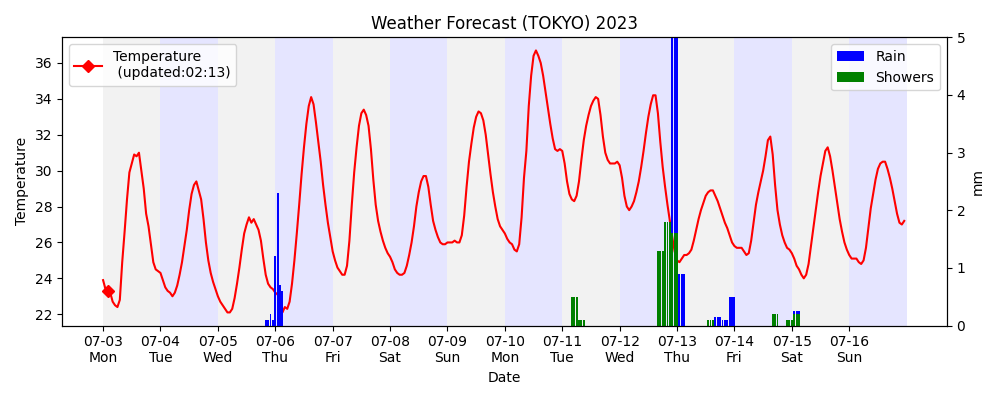 Weather Forecast (TOKYO) 2023
Temperature
(updated:02:13)
Rain
Showers
Temperature
36
34
32
30
28
26
24
22
5
4
3
2
1
0
mm
07-03 07-04 07-05 07-06 07-07 07-08 07-09 07-10 07-11 07-12 07-13 07-14 07-15 07-16
Mon Tue Wed Thu Fri Sat Sun Mon Tue Wed Thu Fri Sat Sun
Date